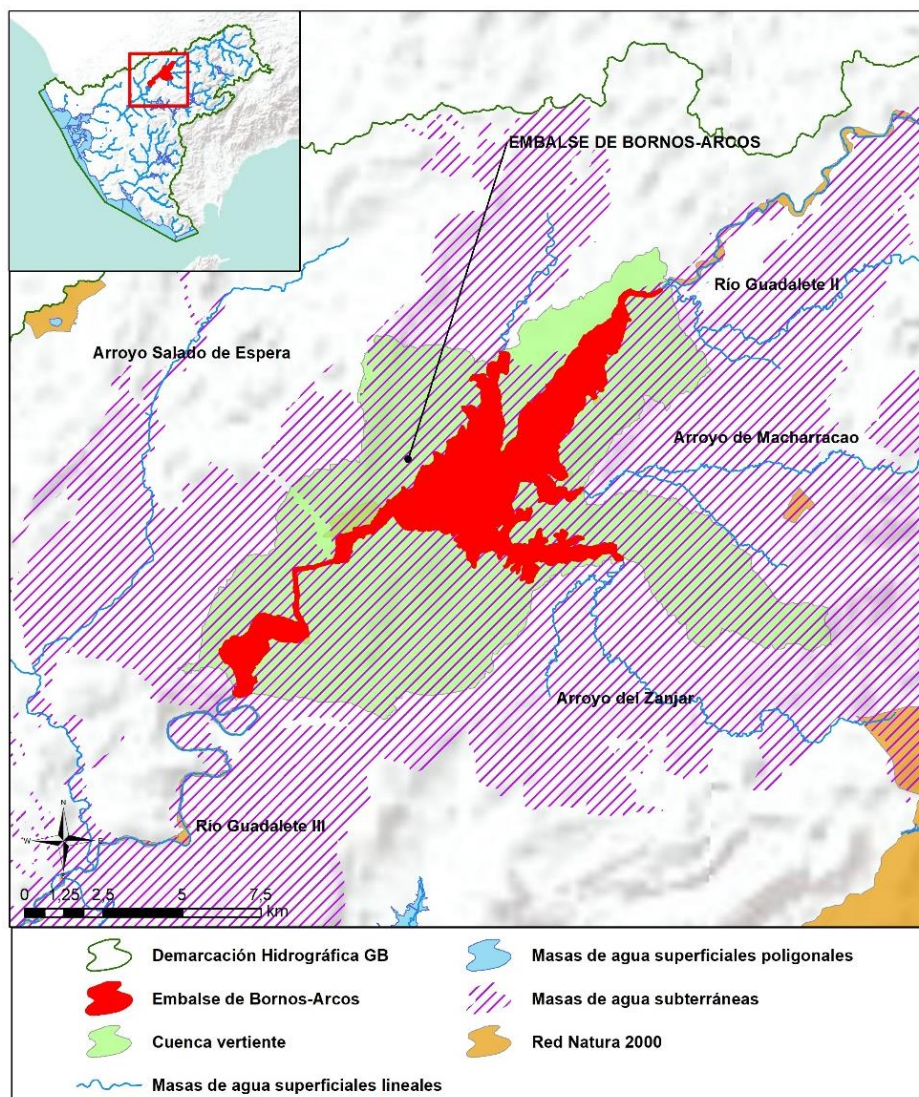 EMBALSE DE BORNOS-ARCOS
Río Guadalete II
Arroyo Salado de Espera
Arroyo de Macharracao
Arroyo del Zanjar
Río Guadalete III
N
W
E
S
0 1,25 2,5 5 7,5
km
Demarcación Hidrográfica GB
Masas de agua superficiales poligonales
Embalse de Bornos-Arcos
Masas de agua subterráneas
Cuenca vertiente
Red Natura 2000
Masas de agua superficiales lineales